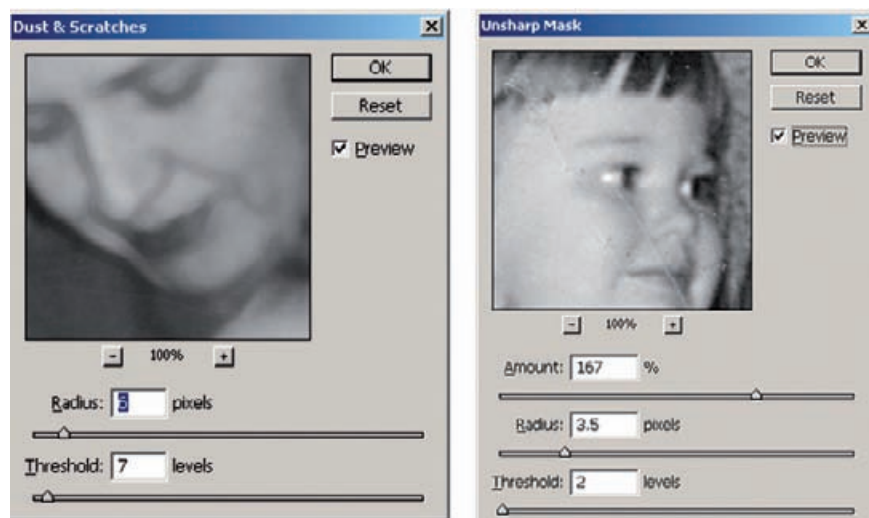 Dust & Scratches
OK
Reset
Preview
100%
Radius:
pixels
Threshold: 7 levels
Unsharp Mask
OK
Reset
Preview
100%
Amount: 167 %
Radius: 3.5 pixels
Threshold: 2 levels